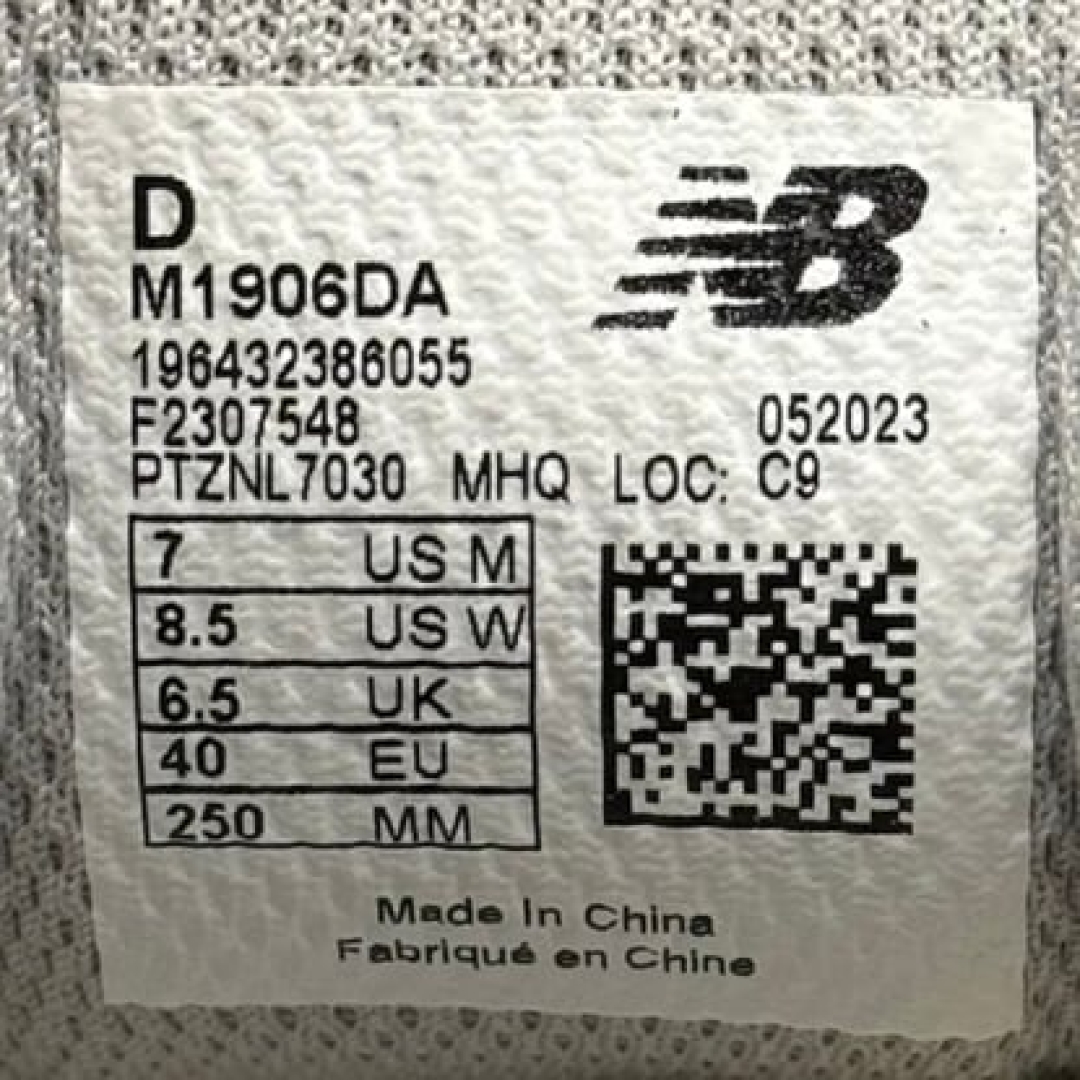 D
NB
M1906DA
196432386055
F2307548 052023
PTZNL7030 MHQ LOC: C9
7 US M
8.5 US W
6.5 UK
40 EU
250 MM
Made In China
Fabriqué en Chine